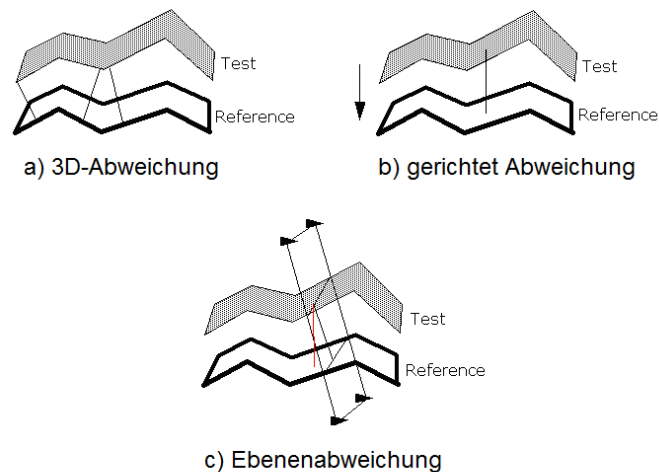 Test
Reference
a) 3D-Abweichung
Test
Reference
b) gerichtet Abweichung
Test
Reference
c) Ebenenabweichung